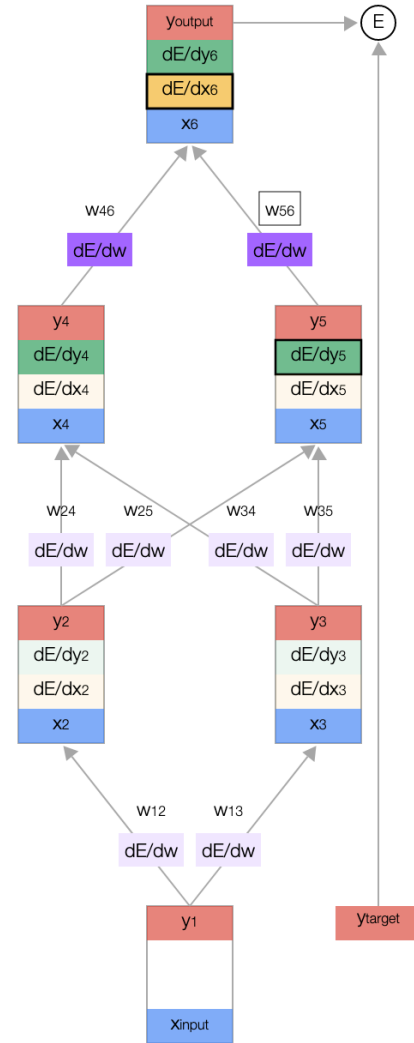 youtput
E
dE/dy6
dE/dx6
x6
w46
w56
dE/dw
dE/dw
y4
y5
dE/dy4
dE/dy5
dE/dx4
dE/dx5
x4
x5
w24
w25
w34
w35
dE/dw
dE/dw
dE/dw
dE/dw
y2
y3
dE/dy2
dE/dy3
dE/dx2
dE/dx3
x2
x3
w12
w13
dE/dw
dE/dw
y1
ytarget
xinput